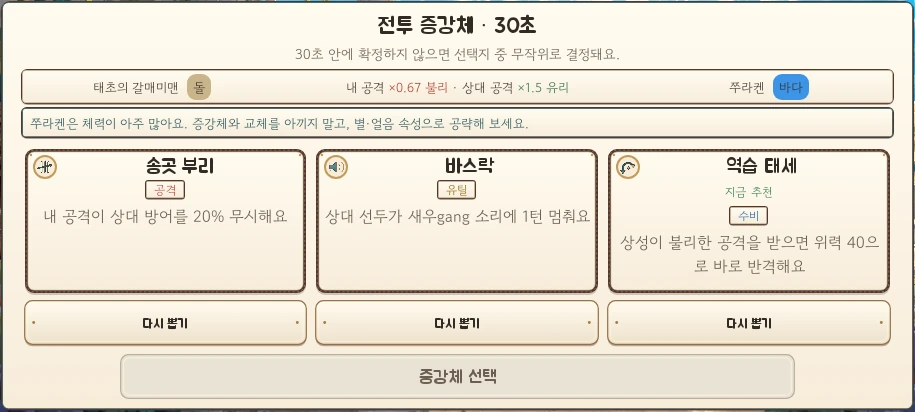 전투 증강체 · 30초
30초 안에 확정하지 않으면 선택지 중 무작위로 결정돼요.
태초의 갈매기맨 돌 내 공격 ×0.67 불리 · 상대 공격 ×1.5 유리 쭈라켄 바다
쭈라켄은 체력이 아주 많아요. 증강체와 교체를 아끼지 말고, 별·얼음 속성으로 공략해 보세요.
송곳 부리
공격
내 공격이 상대 방어를 20% 무시해요
바스락
유틸
상대 선두가 새우gang 소리에 1턴 멈춰요
역습 태세
지금 추천
수비
상성이 불리한 공격을 받으면 위력 40으
로 바로 반격해요
다시 뽑기 다시 뽑기 다시 뽑기
증강체 선택